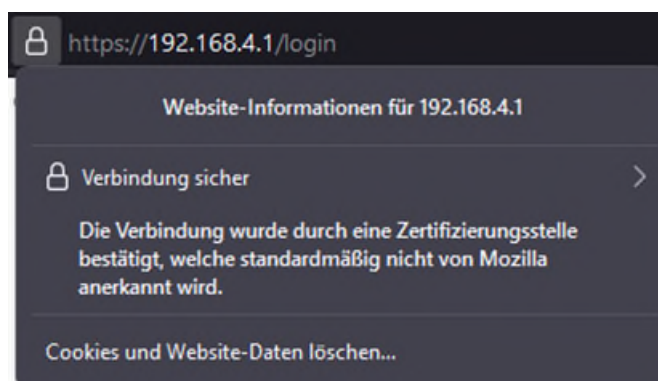 https://192.168.4.1/login
Website-Informationen für 192.168.4.1
Verbindung sicher
Die Verbindung wurde durch eine Zertifizierungsstelle
bestätigt, welche standardmäßig nicht von Mozilla
anerkannt wird.
Cookies und Website-Daten löschen...